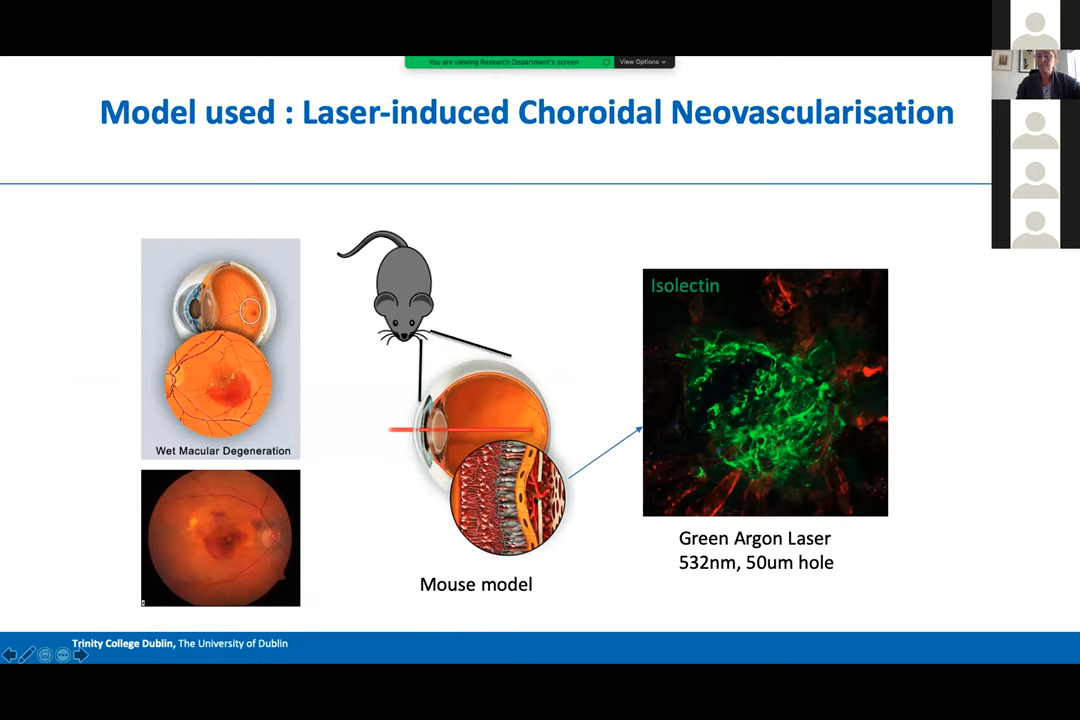 You are viewing Research Department's screen
View Options
Model used : Laser-induced Choroidal Neovascularisation
Wet Macular Degeneration
Isolectin
Green Argon Laser
532nm, 50um hole
Mouse model
Trinity College Dublin, The University of Dublin